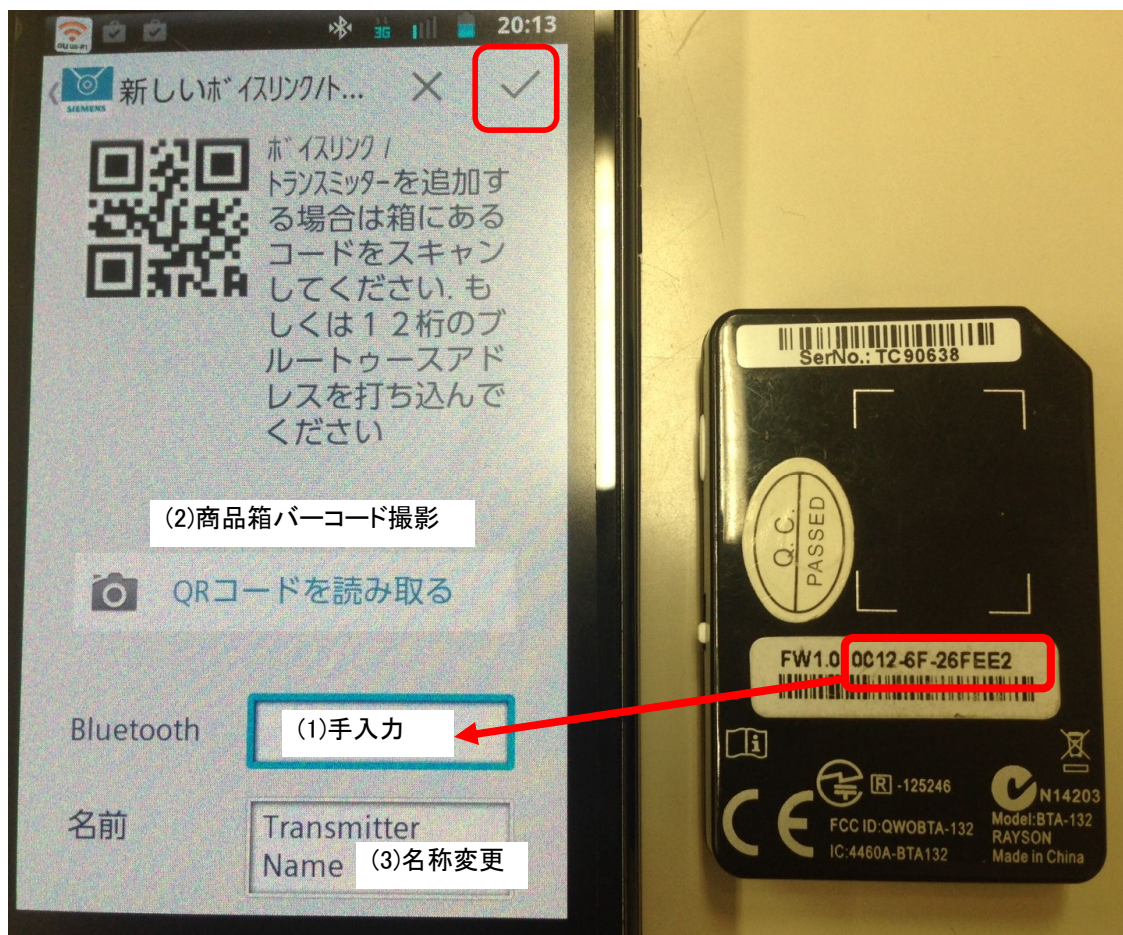 au Wi-Fi
3G
20:13
SIEMENS
新しいボイスリンク/ト...
ボイスリンク /
トランスミッターを追加す
る場合は箱にある
コードをスキャン
してください. も
しくは１２桁のブ
ルートゥースアド
レスを打ち込んで
ください
(2)商品箱バーコード撮影
QRコードを読み取る
Bluetooth
(1)手入力
名前
Transmitter
Name
(3)名称変更
SerNo.: TC90638
Q. C.
PASSED
FW1.0
0012-6F-26FEE2
R -125246
N14203
CE
FCC ID:QWOBTA-132
IC:4460A-BTA132
Model:BTA-132
RAYSON
Made in China